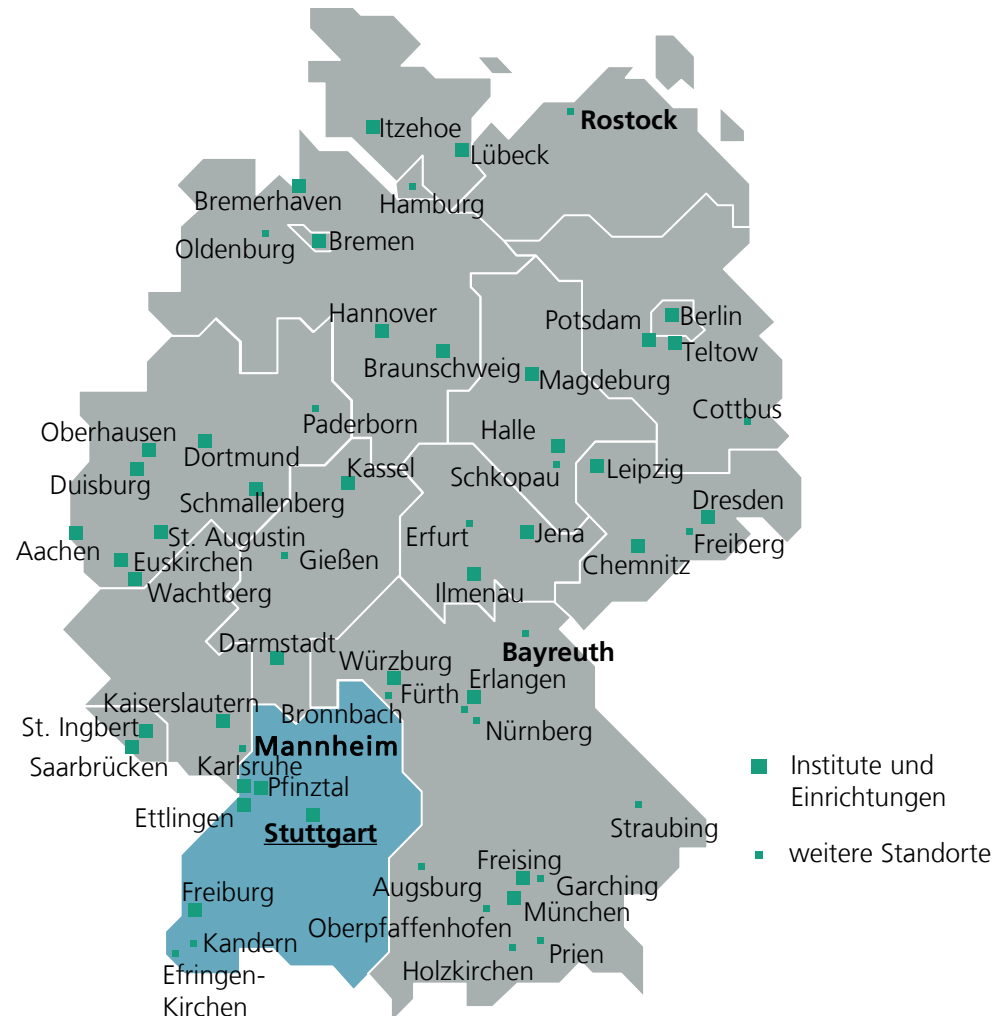 Rostock
Itzehoe
Lübeck
Bremerhaven
Hamburg
Oldenburg
Bremen
Hannover
Potsdam
Berlin
Teltow
Braunschweig
Magdeburg
Cottbus
Paderborn
Oberhausen
Dortmund
Halle
Duisburg
Kassel
Schkopau
Leipzig
Schmallenberg
Dresden
Aachen
St. Augustin
Erfurt
Jena
Freiberg
Euskirchen
Gießen
Chemnitz
Wachtberg
Ilmenau
Darmstadt
Bayreuth
Würzburg
Erlangen
Fürth
Kaiserslautern
Bronnbach
St. Ingbert
Nürnberg
Mannheim
Saarbrücken
Karlsruhe
Pfinztal
Ettlingen
Stuttgart
Straubing
Freising
Augsburg
Garching
Freiburg
München
Oberpfaffenhofen
Kandern
Prien
Holzkirchen
Efringen-
Kirchen
Institute und
Einrichtungen
weitere Standorte